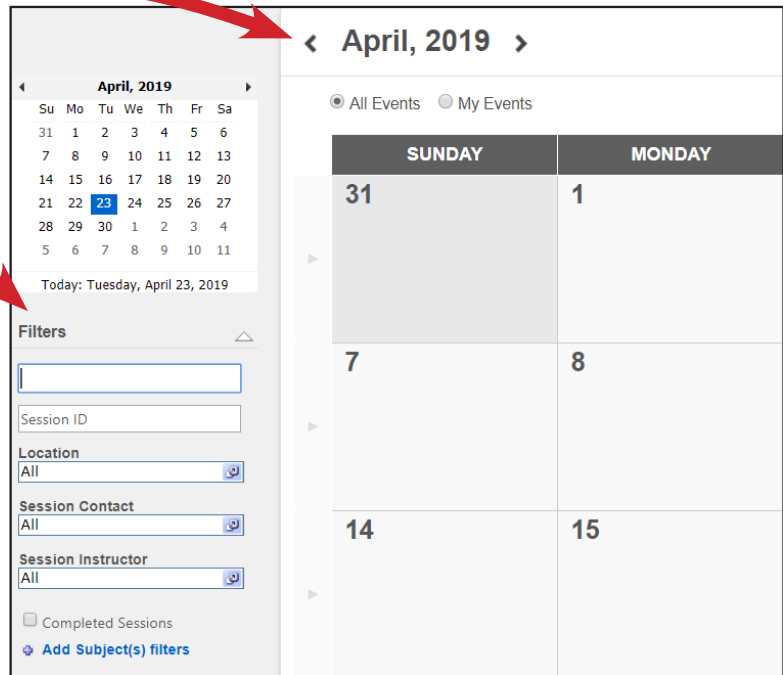 April, 2019
Su Mo Tu We Th Fr Sa
31 1 2 3 4 5 6
7 8 9 10 11 12 13
14 15 16 17 18 19 20
21 22 23 24 25 26 27
28 29 30 1 2 3 4
5 6 7 8 9 10 11
Today: Tuesday, April 23, 2019
Filters
Session ID
Location
All
Session Contact
All
Session Instructor
All
Completed Sessions
Add Subject(s) filters
April, 2019
All Events My Events
SUNDAY MONDAY
31 1
7 8
14 15